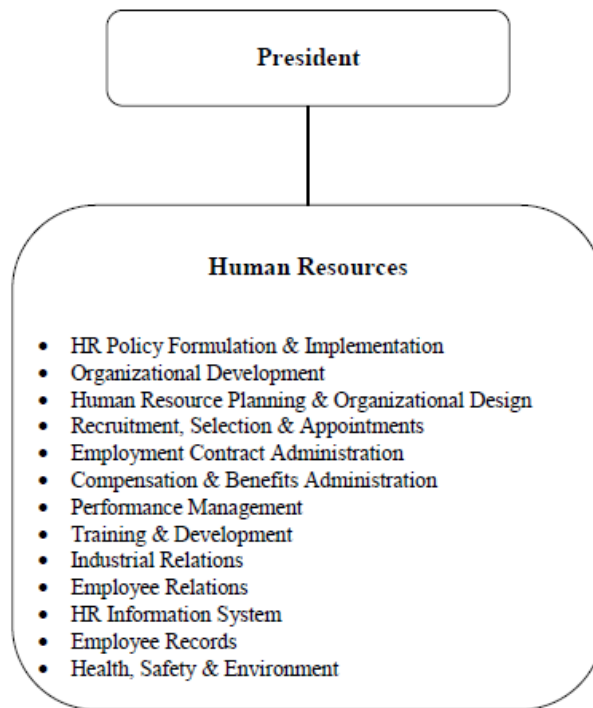 President
Human Resources
• HR Policy Formulation & Implementation
• Organizational Development
• Human Resource Planning & Organizational Design
• Recruitment, Selection & Appointments
• Employment Contract Administration
• Compensation & Benefits Administration
• Performance Management
• Training & Development
• Industrial Relations
• Employee Relations
• HR Information System
• Employee Records
• Health, Safety & Environment